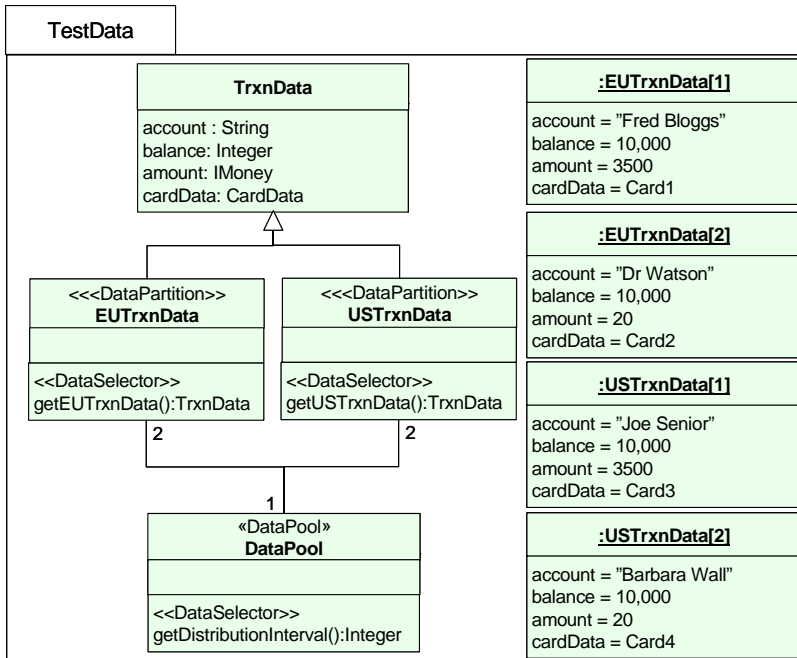 TestData
TrxnData
account : String
balance: Integer
amount: IMoney
cardData: CardData
<<<DataPartition>>
EUTrxnData
<<DataSelector>>
getEUTrxnData():TrxnData
2
<<<DataPartition>>
USTrxnData
<<DataSelector>>
getUSTrxnData():TrxnData
2
1
«DataPool»
DataPool
<<DataSelector>>
getDistributionInterval():Integer
:EUTrxnData[1]
account = ”Fred Bloggs”
balance = 10,000
amount = 3500
cardData = Card1
:EUTrxnData[2]
account = ”Dr Watson”
balance = 10,000
amount = 20
cardData = Card2
:USTrxnData[1]
account = ”Joe Senior”
balance = 10,000
amount = 3500
cardData = Card3
:USTrxnData[2]
account = ”Barbara Wall”
balance = 10,000
amount = 20
cardData = Card4